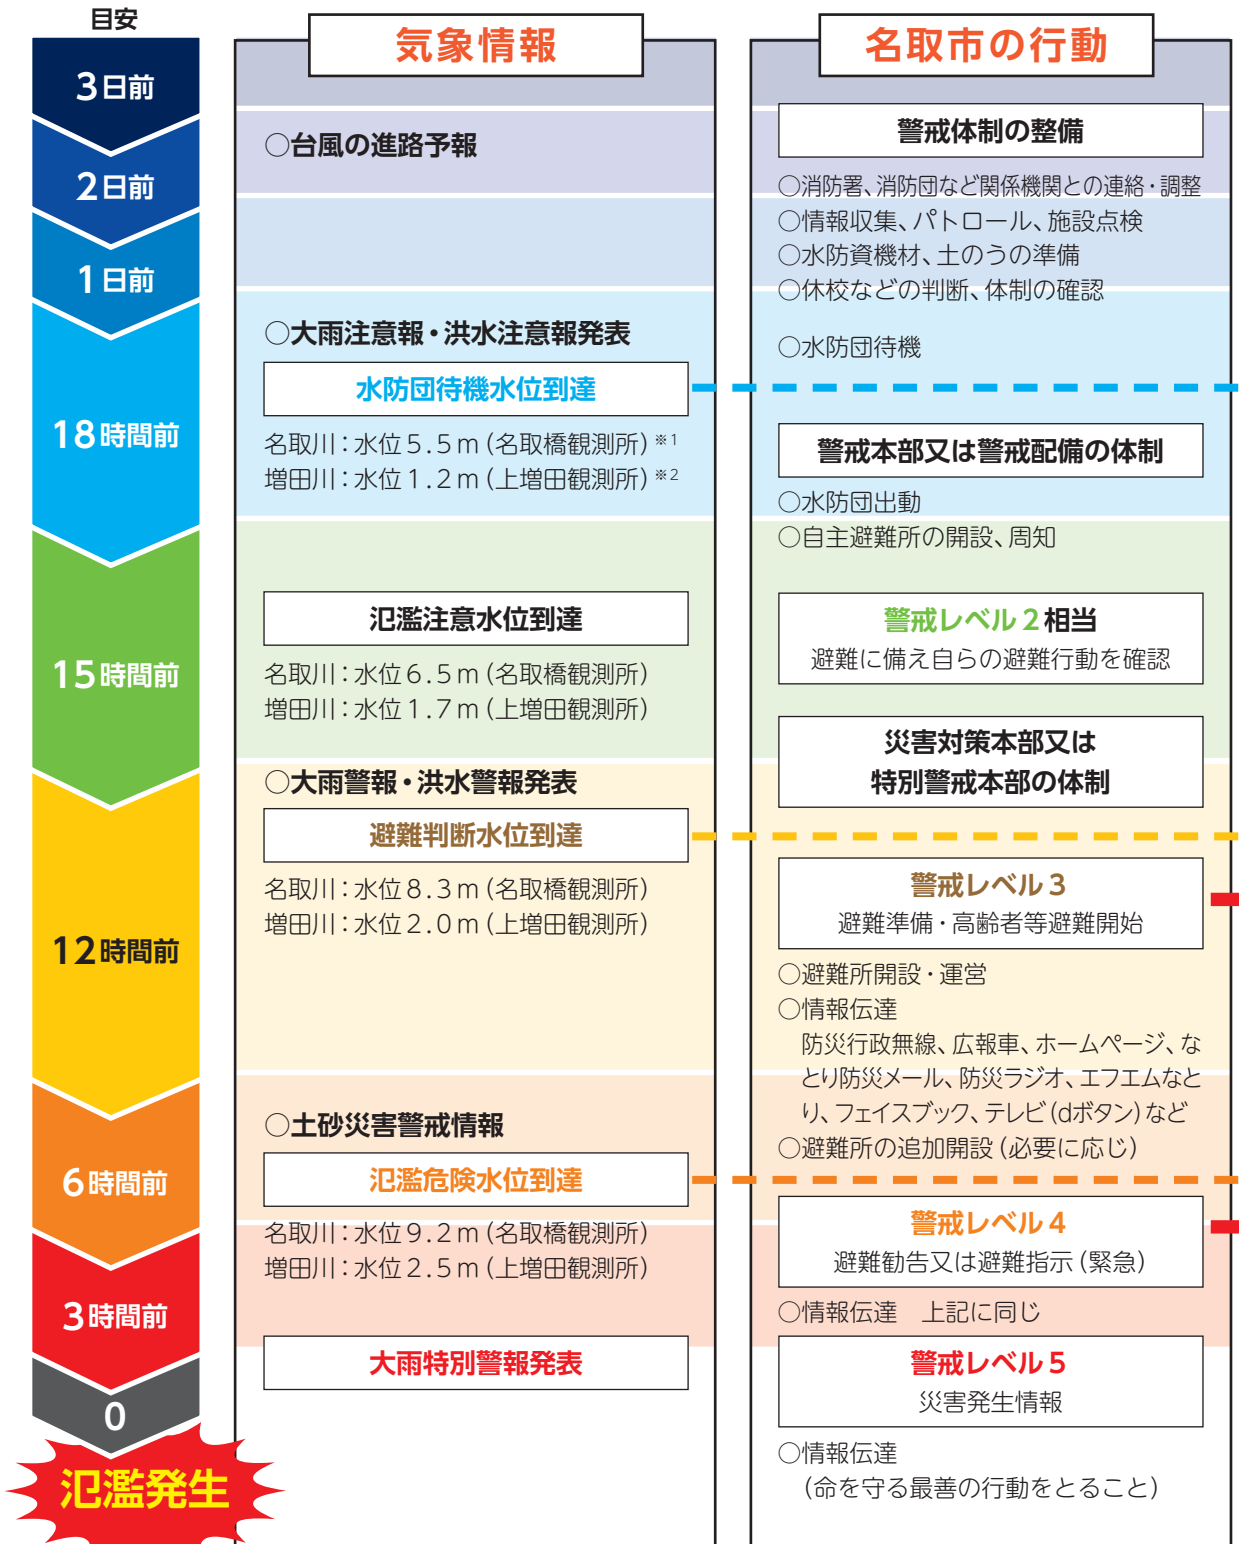 目安
3日前
2日前
1日前
18時間前
15時間前
12時間前
6時間前
3時間前
0
氾濫発生
気象情報
○台風の進路予報
○大雨注意報・洪水注意報発表
水防団待機水位到達
名取川：水位5.5m（名取橋観測所）※1
増田川：水位1.2m（上増田観測所）※2
氾濫注意水位到達
名取川：水位6.5m（名取橋観測所）
増田川：水位1.7m（上増田観測所）
○大雨警報・洪水警報発表
避難判断水位到達
名取川：水位8.3m（名取橋観測所）
増田川：水位2.0m（上増田観測所）
○土砂災害警戒情報
氾濫危険水位到達
名取川：水位9.2m（名取橋観測所）
増田川：水位2.5m（上増田観測所）
大雨特別警報発表
名取市の行動
警戒体制の整備
○消防署、消防団など関係機関との連絡・調整
○情報収集、パトロール、施設点検
○水防資機材、土のうの準備
○休校などの判断、体制の確認
○水防団待機
警戒本部又は警戒配備の体制
○水防団出動
○自主避難所の開設、周知
警戒レベル2相当
避難に備え自らの避難行動を確認
災害対策本部又は
特別警戒本部の体制
警戒レベル3
避難準備・高齢者等避難開始
○避難所開設・運営
○情報伝達
防災行政無線、広報車、ホームページ、な
とり防災メール、防災ラジオ、エフエムなと
り、フェイスブック、テレビ（dボタン）など
○避難所の追加開設（必要に応じ）
警戒レベル4
避難勧告又は避難指示（緊急）
○情報伝達　上記に同じ
警戒レベル5
災害発生情報
○情報伝達
（命を守る最善の行動をとること）